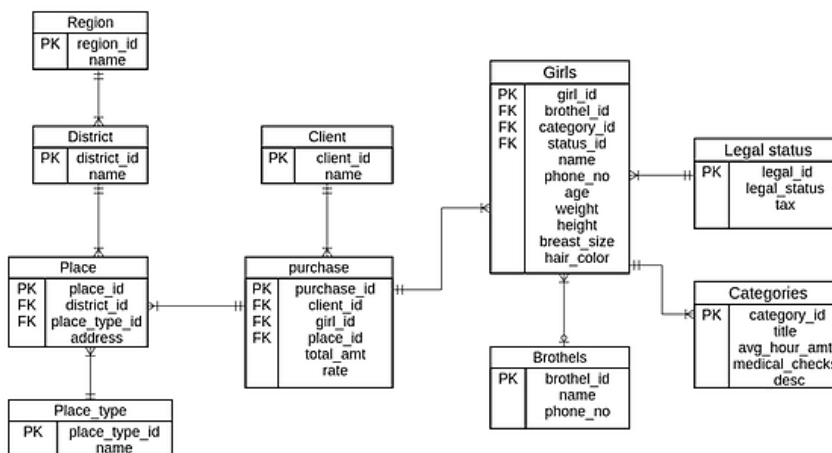 Region
PK region_id
name
District
PK district_id
name
Place
PK place_id
FK district_id
FK place_type_id
address
Place_type
PK place_type_id
name
Client
PK client_id
name
purchase
PK purchase_id
FK client_id
FK girl_id
FK place_id
total_amt
rate
Girls
PK girl_id
FK brothel_id
FK category_id
FK status_id
name
phone_no
age
weight
height
breast_size
hair_color
Brothels
PK brothel_id
name
phone_no
Legal status
PK legal_id
legal_status
tax
Categories
PK category_id
title
avg_hour_amt
medical_checks
desc